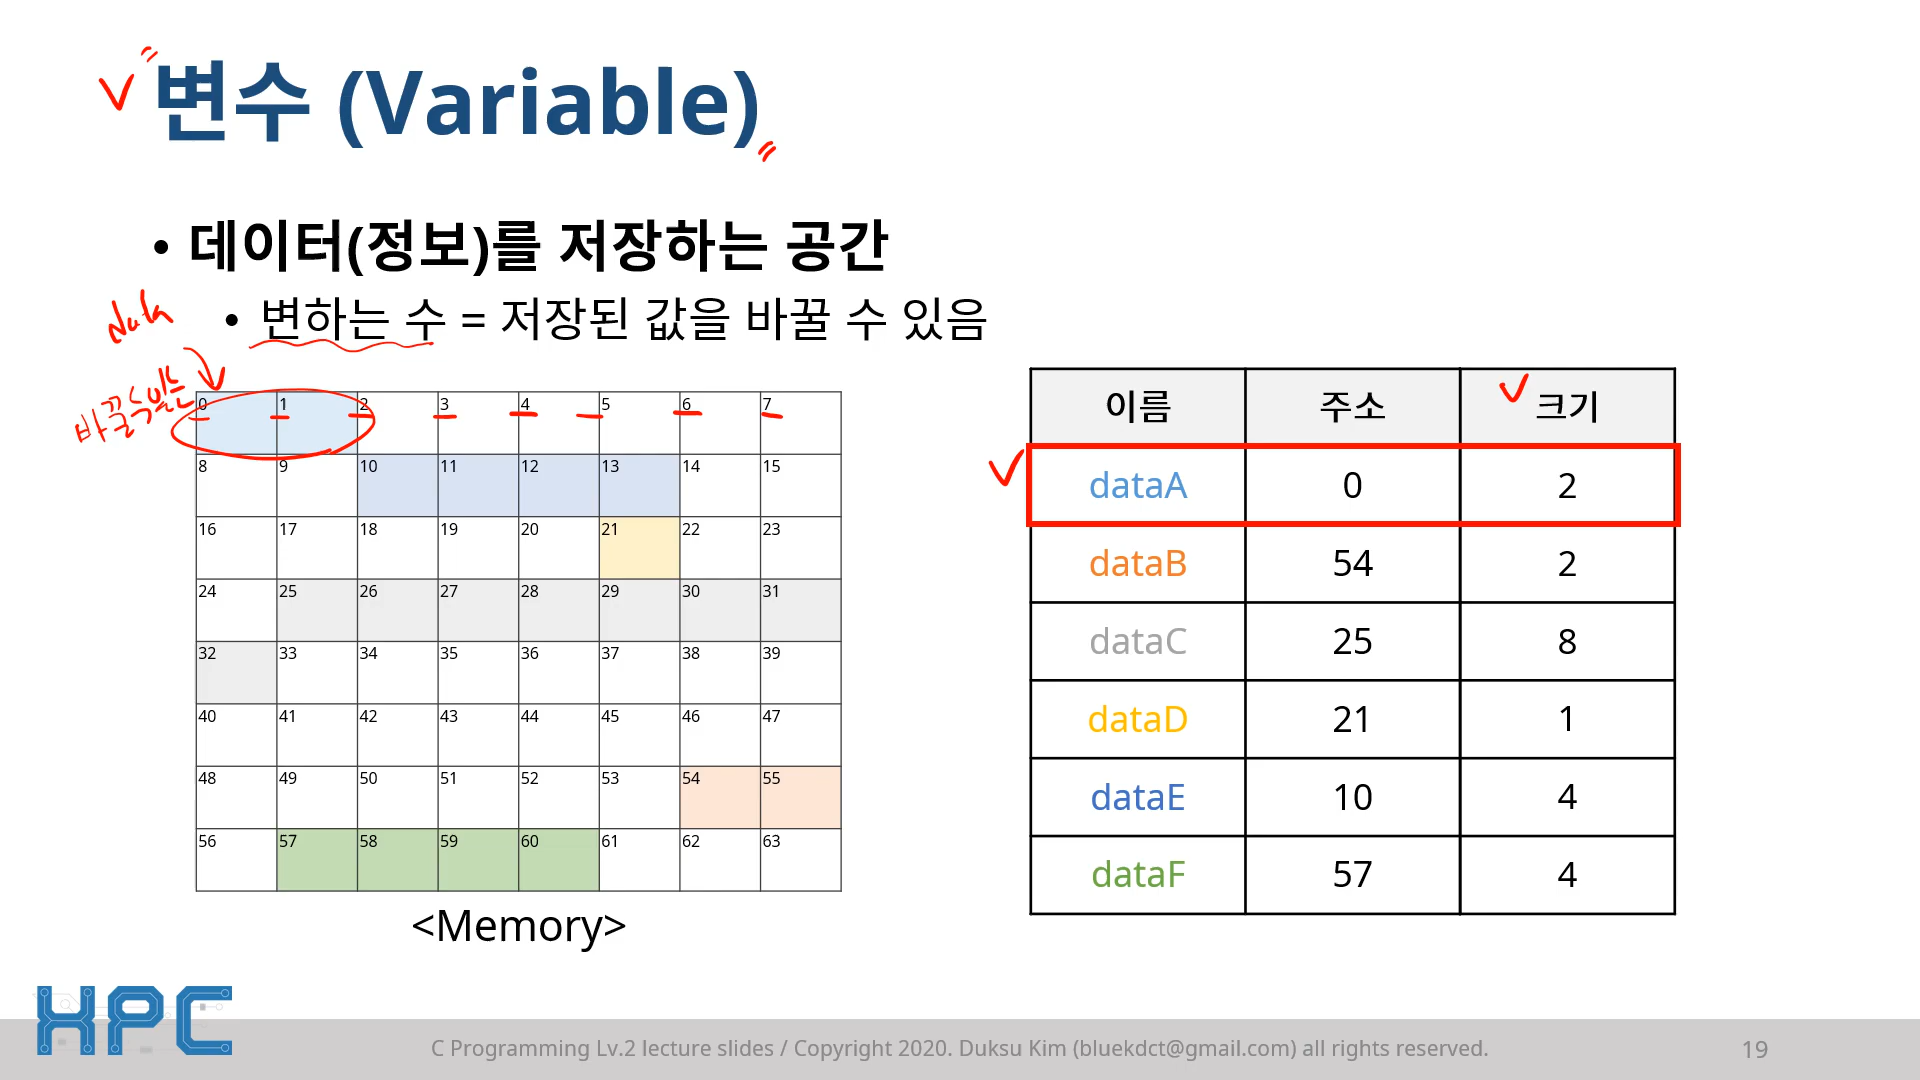 변수 (Variable)
• 데이터(정보)를 저장하는 공간
• 변하는 수 = 저장된 값을 바꿀 수 있음
data
바꿀 수 있는
0 1 2 3 4 5 6 7
8 9 10 11 12 13 14 15
16 17 18 19 20 21 22 23
24 25 26 27 28 29 30 31
32 33 34 35 36 37 38 39
40 41 42 43 44 45 46 47
48 49 50 51 52 53 54 55
56 57 58 59 60 61 62 63
<Memory>
이름 주소 크기
dataA 0 2
dataB 54 2
dataC 25 8
dataD 21 1
dataE 10 4
dataF 57 4
HPC
C Programming Lv.2 lecture slides / Copyright 2020. Duksu Kim (bluekdct@gmail.com) all rights reserved.
19